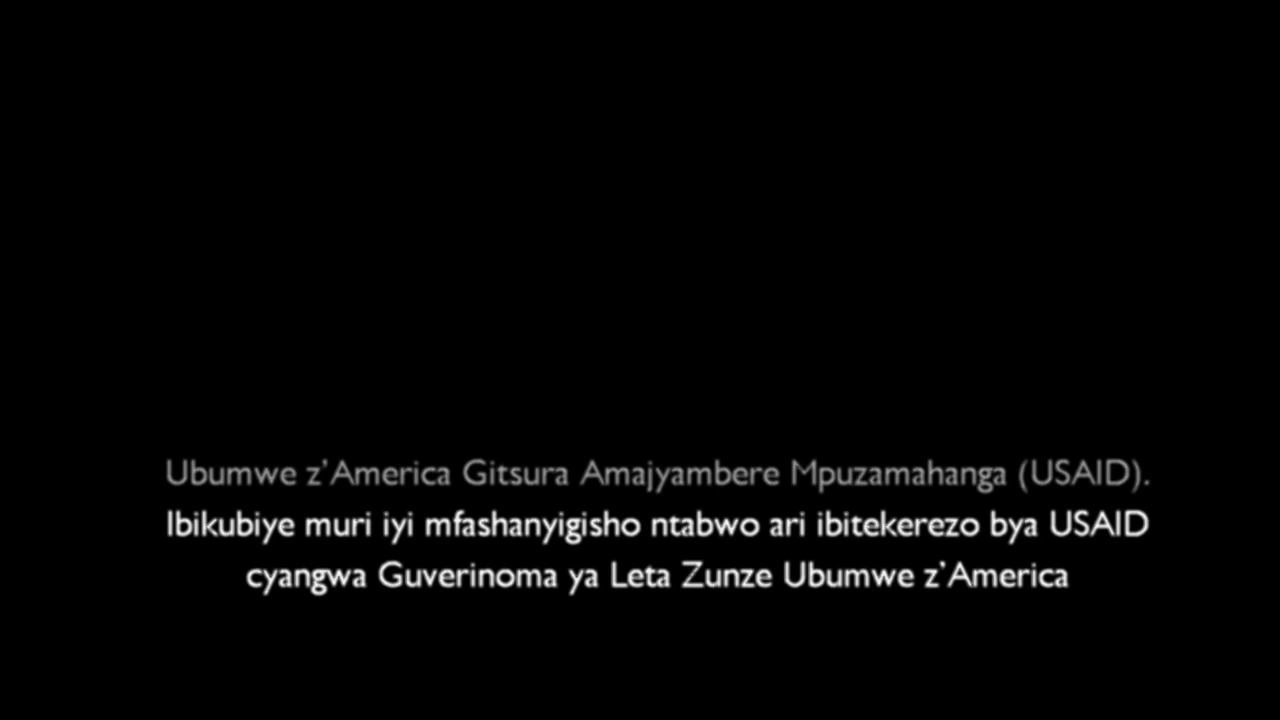 Ubumwe z'America Gitsura Amajyambere Mpuzamahanga (USAID).
Ibikubiye muri iyi mfashanyigisho ntabwo ari ibitekerezo bya USAID
cyangwa Guverinoma ya Leta Zunze Ubumwe z'America